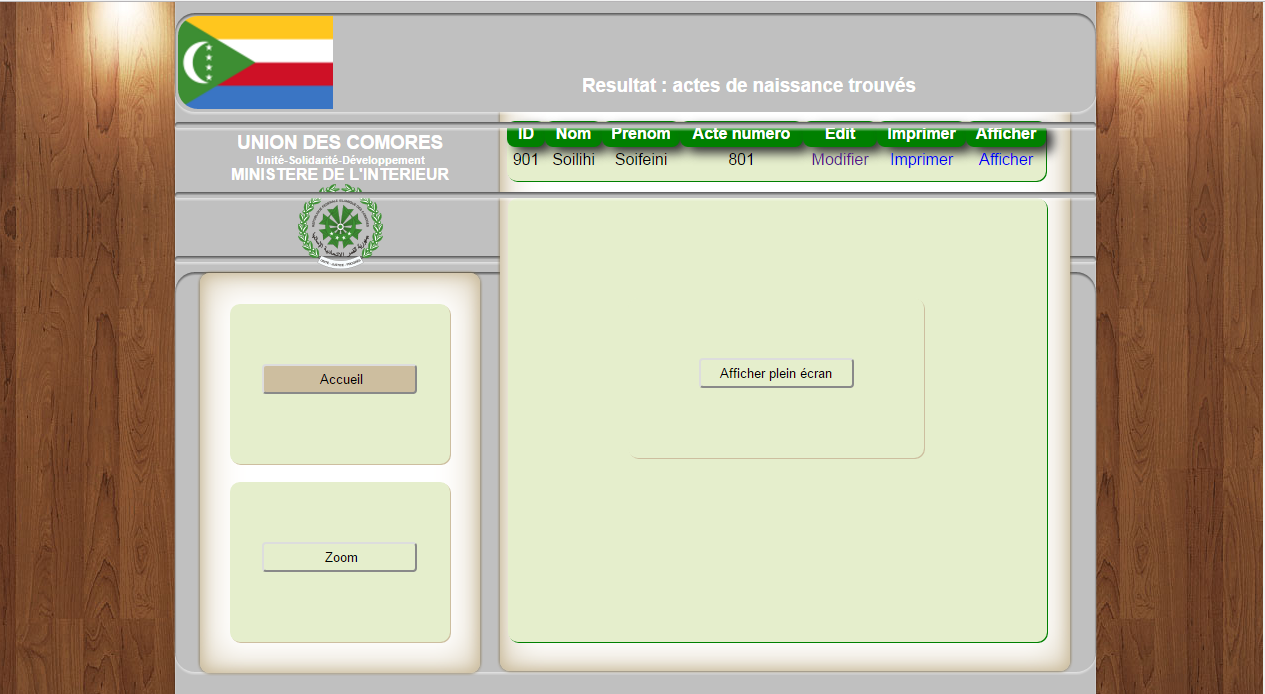 Resultat : actes de naissance trouvés
UNION DES COMORES
Unité-Solidarité-Développement
MINISTERE DE L'INTERIEUR
ID Nom Prenom Acte numero Edit Imprimer Afficher
901 Soilihi Soifeini 801 Modifier Imprimer Afficher
Accueil
Afficher plein écran
Zoom